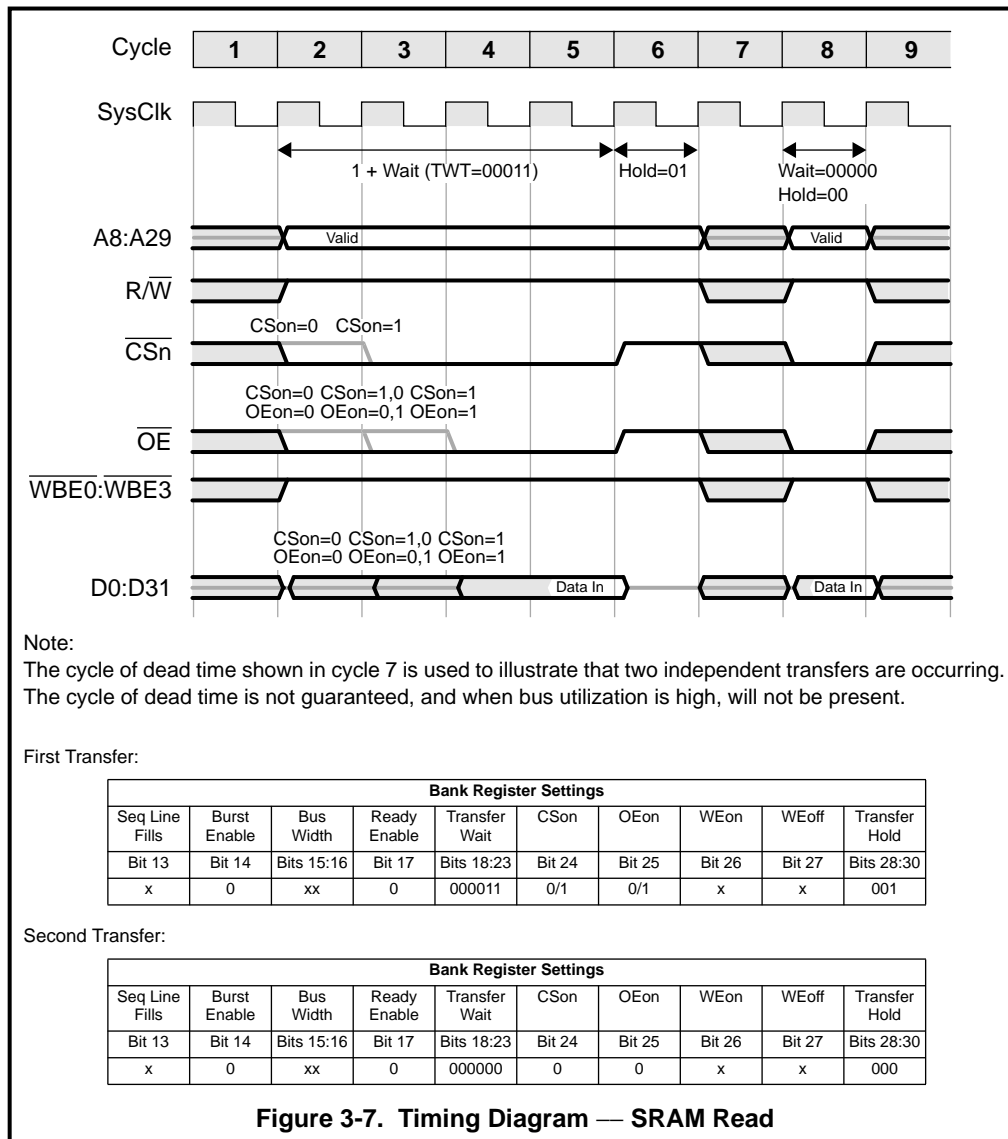 Cycle 1 2 3 4 5 6 7 8 9
SysClk
1 + Wait (TWT=00011) Hold=01 Wait=00000
Hold=00
A8:A29 Valid Valid
R/W
CSon=0 CSon=1
CSn
CSon=0 CSon=1,0 CSon=1
OEon=0 OEon=0,1 OEon=1
OE
WBE0:WBE3
CSon=0 CSon=1,0 CSon=1
OEon=0 OEon=0,1 OEon=1
D0:D31 Data In Data In
Note:
The cycle of dead time shown in cycle 7 is used to illustrate that two independent transfers are occurring.
The cycle of dead time is not guaranteed, and when bus utilization is high, will not be present.
First Transfer:
Bank Register Settings
Seq Line Burst Bus Ready Transfer CSon OEon WEon WEoff Transfer
Fills Enable Width Enable Wait Hold
Bit 13 Bit 14 Bits 15:16 Bit 17 Bits 18:23 Bit 24 Bit 25 Bit 26 Bit 27 Bits 28:30
x 0 xx 0 000011 0/1 0/1 x x 001
Second Transfer:
Bank Register Settings
Seq Line Burst Bus Ready Transfer CSon OEon WEon WEoff Transfer
Fills Enable Width Enable Wait Hold
Bit 13 Bit 14 Bits 15:16 Bit 17 Bits 18:23 Bit 24 Bit 25 Bit 26 Bit 27 Bits 28:30
x 0 xx 0 000000 0 0 x x 000
Figure 3-7. Timing Diagram — SRAM Read